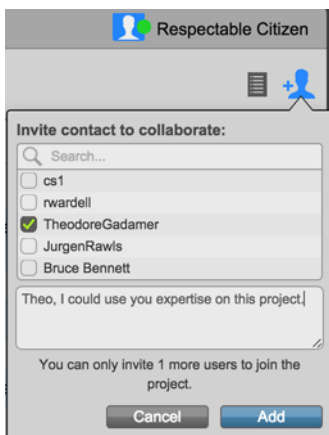 Respectable Citizen
Invite contact to collaborate:
Search...
cs1
rwardell
TheodoreGadamer
JurgenRawls
Bruce Bennett
Theo, I could use you expertise on this project.
You can only invite 1 more users to join the
project.
Cancel Add